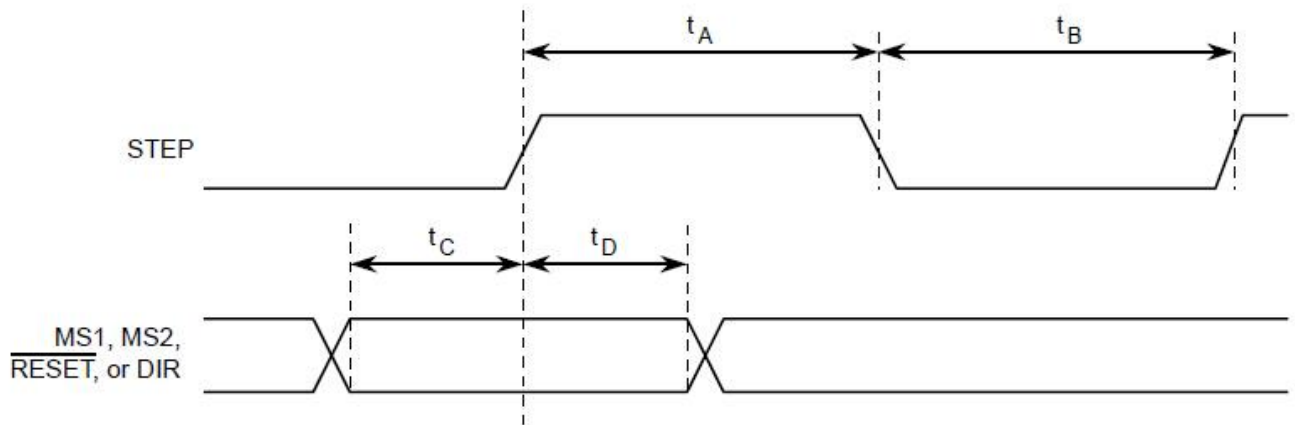 tA
tB
STEP
tC
tD
MS1, MS2,
RESET, or DIR